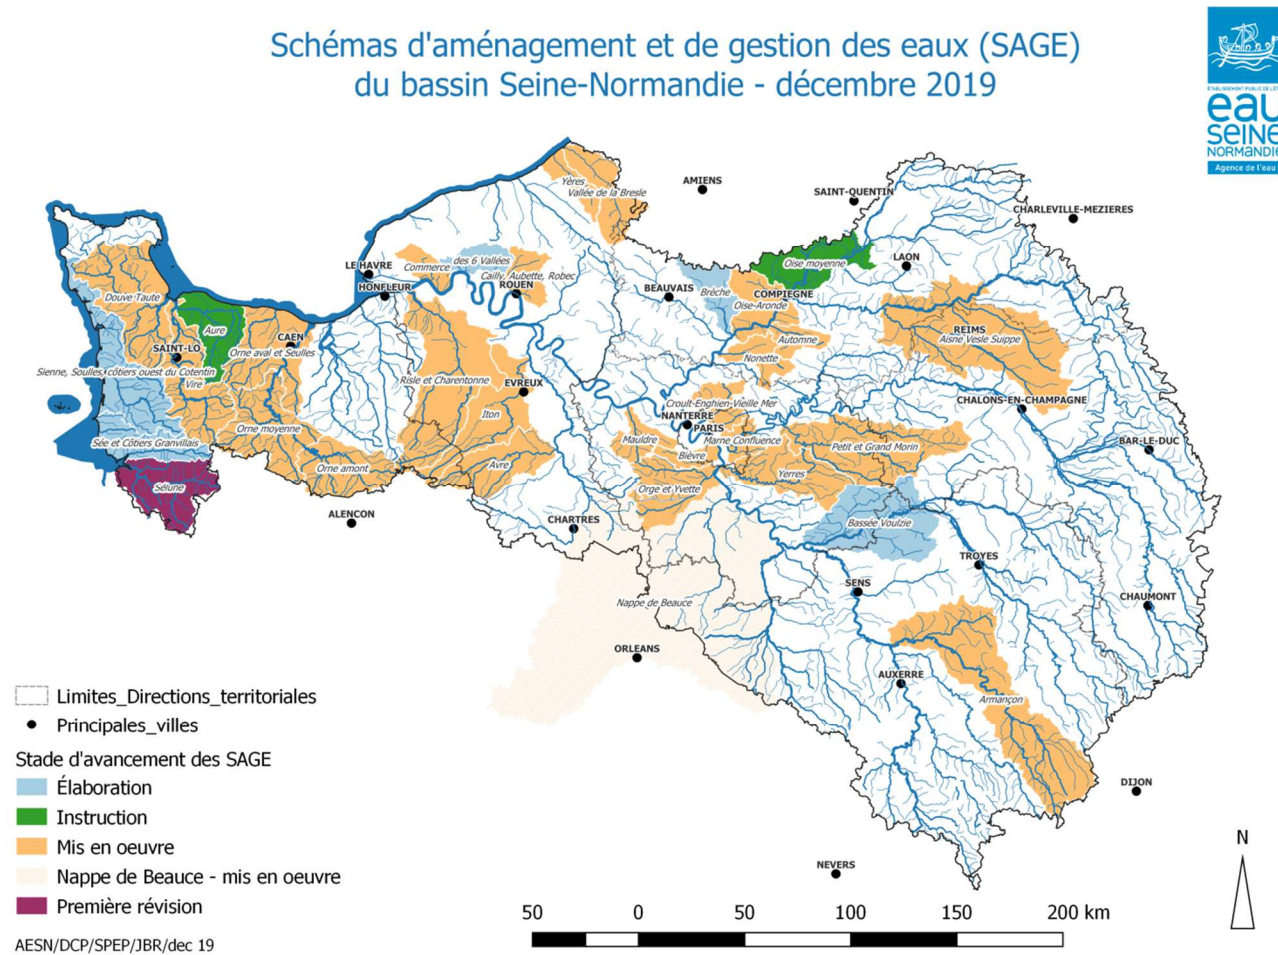 Schémas d'aménagement et de gestion des eaux (SAGE)
du bassin Seine-Normandie - décembre 2019
eau
SEINE
NORMANDIE
Agence de l'eau
AMIENS
SAINT-QUENTIN
CHARLEVILLE-MEZIERES
Yères
Vallée de la Bresle
LE HAVRE
HONFLEUR
Commerce
des 6 Vallées
Cailly, Aubette, Robec
ROUEN
BEAUVAIS
Brèche
Oise moyenne
COMPIEGNE
Oise-Aronde
LAON
Douve Taute
Aure
SAINT-LO
CAEN
Orne aval et Seulles
Sienne, Soulles, côtiers ouest du Cotentin
Vire
Risle et Charentonne
EVREUX
Iton
Automne
Nonette
REIMS
Aisne Vesle Suippe
CHALONS-EN-CHAMPAGNE
Croult-Enghien-Vieille Mer
NANTERRE
PARIS
Marne Confluence
Mauldre
Bièvre
Petit et Grand Morin
BAR-LE-DUC
Sée et Côtiers Granvillais
Orne moyenne
Orne amont
Avre
Yerres
Orge et Yvette
Sélune
ALENCON
CHARTRES
Bassée Voulzie
TROYES
SENS
CHAUMONT
Nappe de Beauce
ORLEANS
AUXERRE
Armançon
DIJON
NEVERS
Limites_Directions_territoriales
Principales_villes
Stade d'avancement des SAGE
Élaboration
Instruction
Mis en oeuvre
Nappe de Beauce - mis en oeuvre
Première révision
AESN/DCP/SPEP/JBR/dec 19
50 0 50 100 150 200 km
N